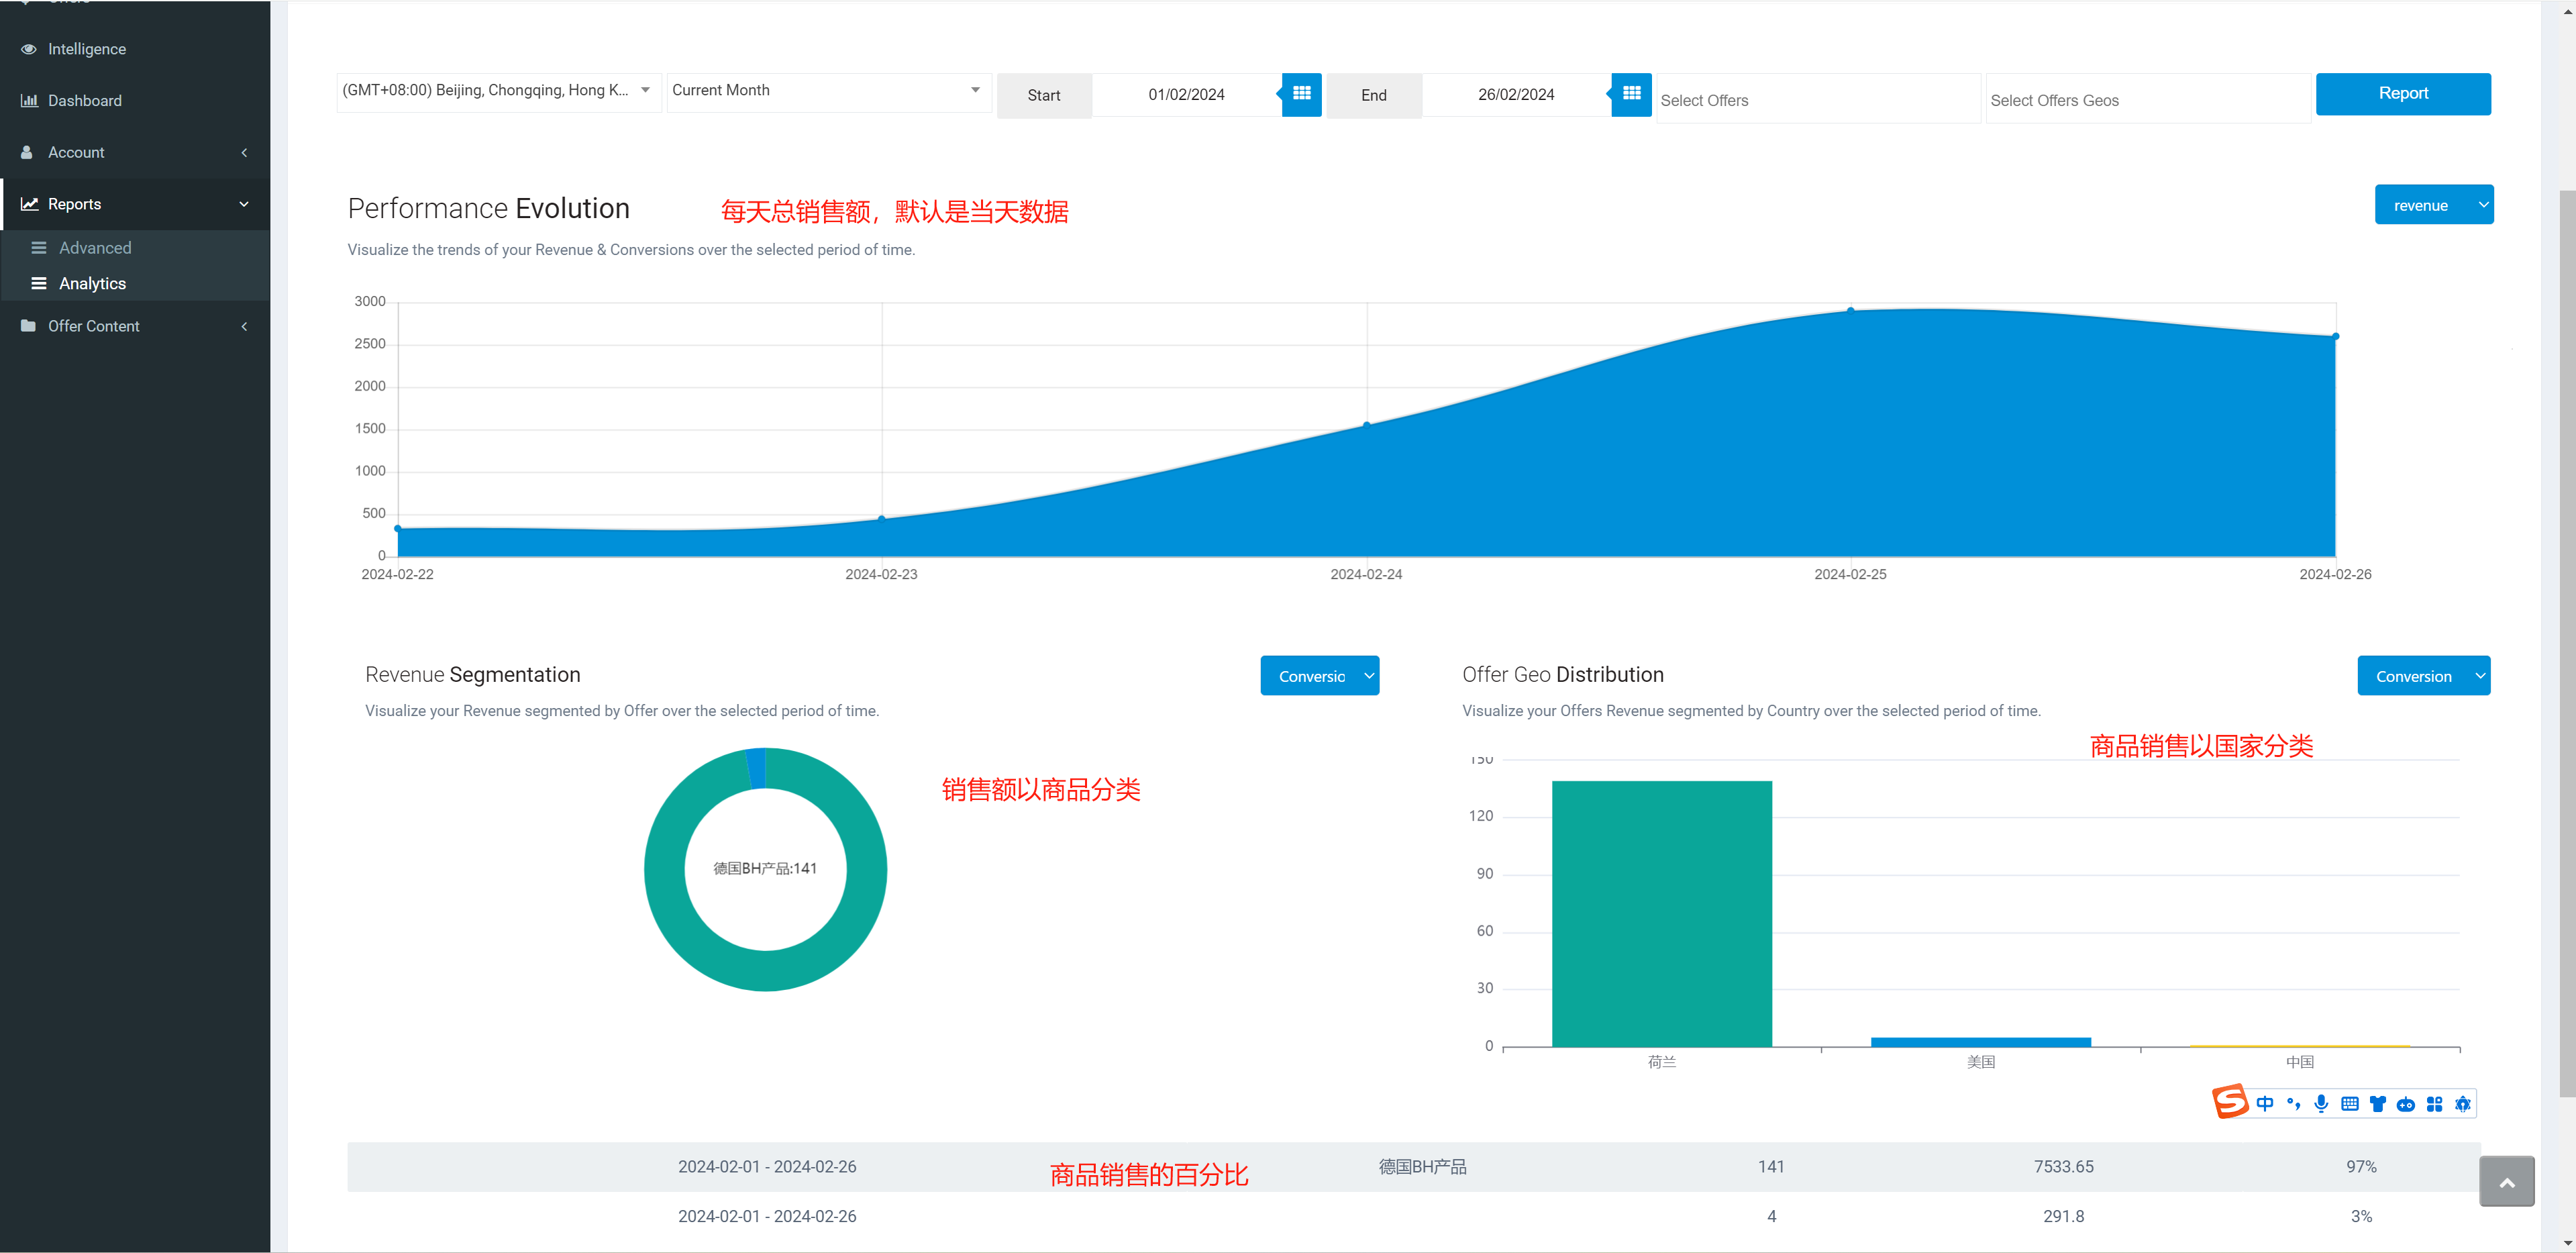 Intelligence
Dashboard
Account
Reports
Advanced
Analytics
Offer Content
(GMT+08:00) Beijing, Chongqing, Hong K...
Current Month
Start
01/02/2024
End
26/02/2024
Select Offers
Select Offers Geos
Report
Performance Evolution
每天总销售额，默认是当天数据
revenue
Visualize the trends of your Revenue & Conversions over the selected period of time.
3000
2500
2000
1500
1000
500
0
2024-02-22
2024-02-23
2024-02-24
2024-02-25
2024-02-26
Revenue Segmentation
Conversio
Visualize your Revenue segmented by Offer over the selected period of time.
销售额以商品分类
德国BH产品:141
Offer Geo Distribution
Conversion
Visualize your Offers Revenue segmented by Country over the selected period of time.
商品销售以国家分类
150
120
90
60
30
0
荷兰
美国
中国
中
2024-02-01 - 2024-02-26
商品销售的百分比
德国BH产品
141
7533.65
97%
2024-02-01 - 2024-02-26
4
291.8
3%